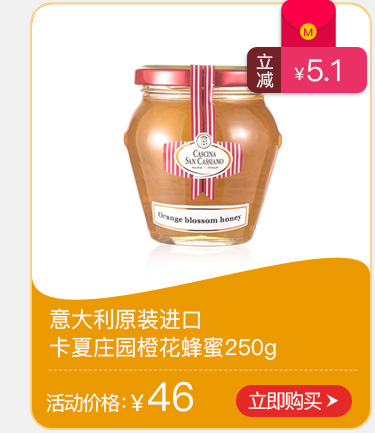 M
立减
¥5.1
CASCINA
SAN CASSIANO
Orange blossom honey
意大利原装进口
卡夏庄园橙花蜂蜜250g
活动价格:¥46
立即购买